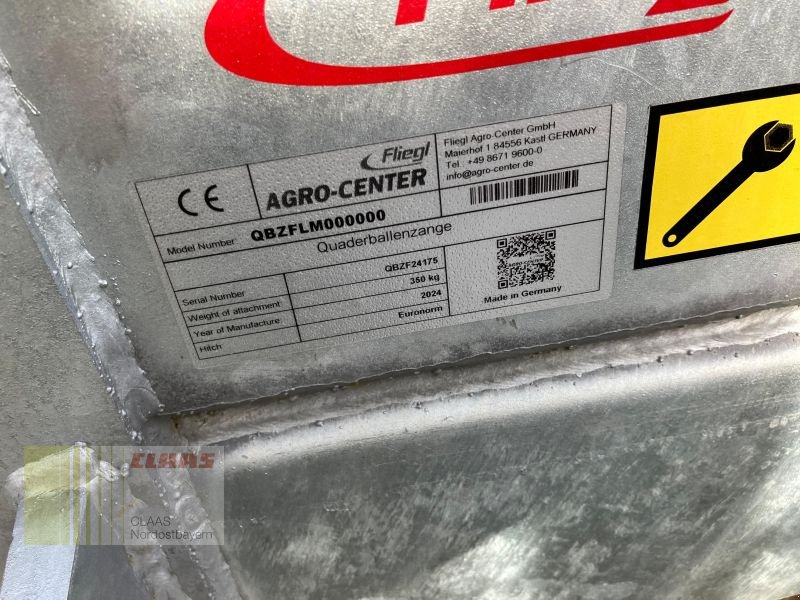 CE
Fliegl
AGRO-CENTER
Fliegl Agro-Center GmbH
Maierhof 1 84556 Kastl GERMANY
Tel.: +49 8671 9600-0
info@agro-center.de
Model Number QBZFLM000000
Quaderballenzange
Serial Number QBZF24175
Weight of attachment 350 kg
Year of Manufacture 2024
Hitch Euronorm
AGRO-CENTER
Made in Germany
CLAAS
CLAAS
Nordostbayern